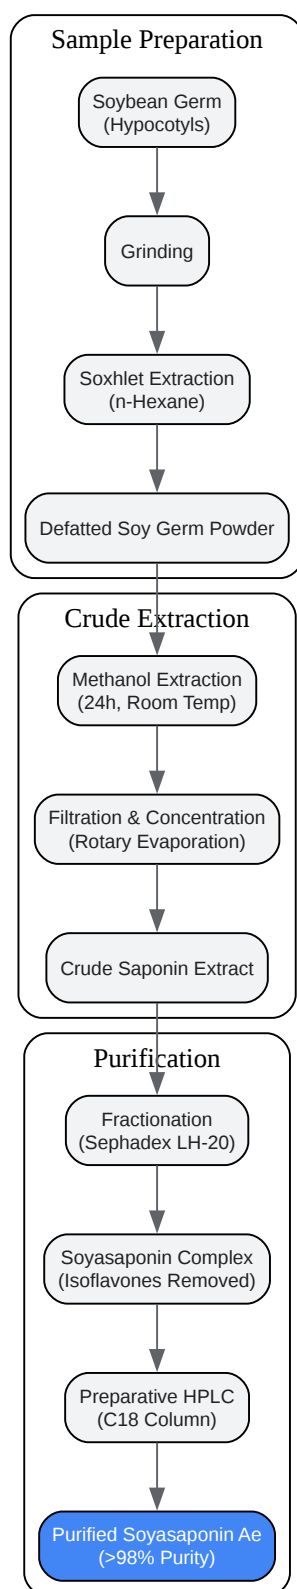 Sample Preparation
Soybean Germ
(Hypocotyls)
Grinding
Soxhlet Extraction
(n-Hexane)
Defatted Soy Germ Powder
Crude Extraction
Methanol Extraction
(24h, Room Temp)
Filtration & Concentration
(Rotary Evaporation)
Crude Saponin Extract
Purification
Fractionation
(Sephadex LH-20)
Soyasaponin Complex
(Isoflavones Removed)
Preparative HPLC
(C18 Column)
Purified Soyasaponin Ae
(>98% Purity)